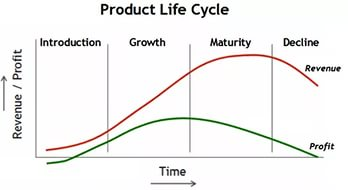 Product Life Cycle
Introduction Growth Maturity Decline
Revenue
Revenue / Profit
Profit
Time